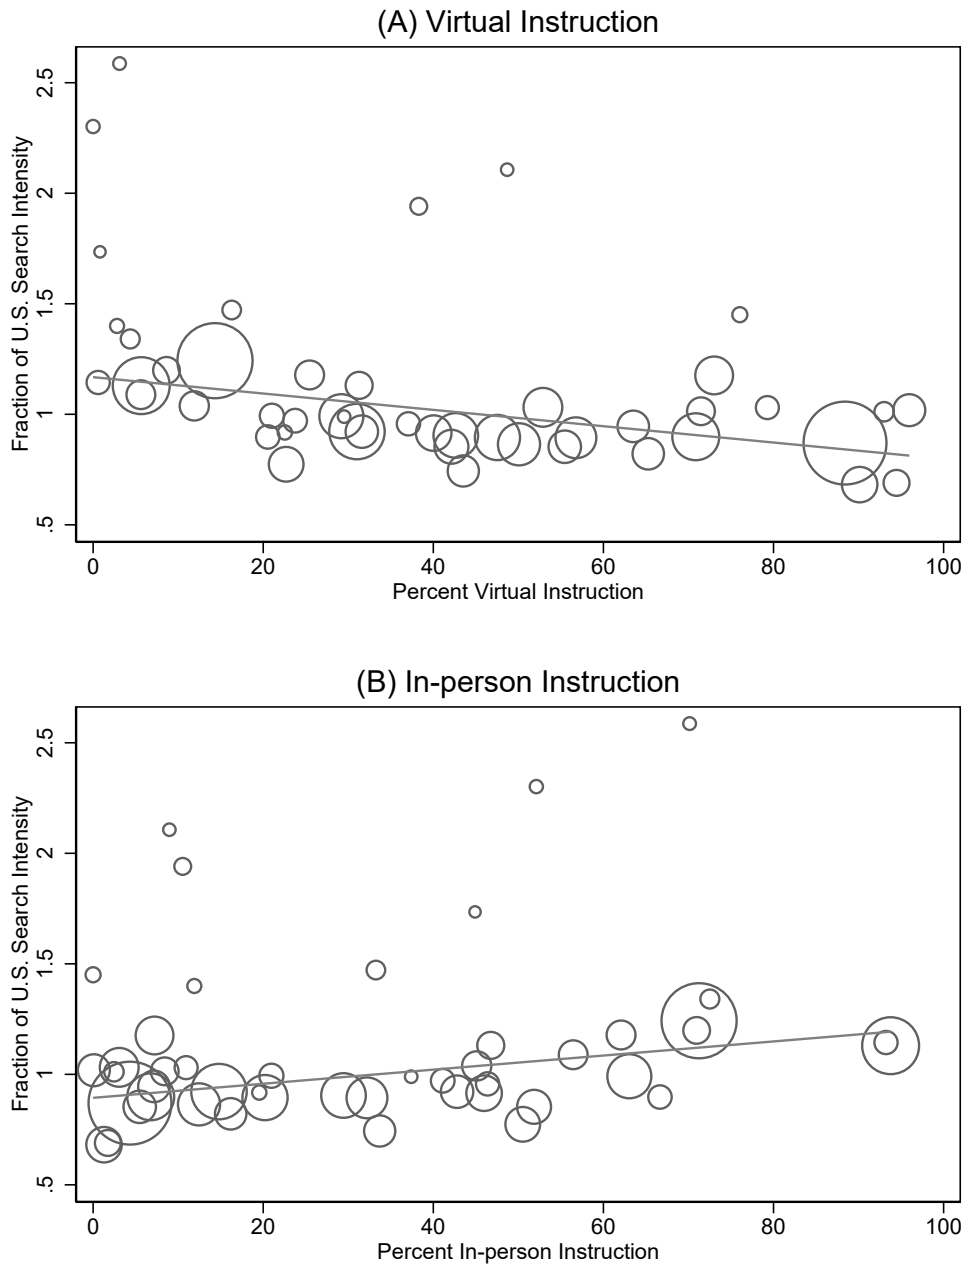 (A) Virtual Instruction
Fraction of U.S. Search Intensity
2.5
2
1.5
1
.5
0 20 40 60 80 100
Percent Virtual Instruction
(B) In-person Instruction
Fraction of U.S. Search Intensity
2.5
2
1.5
1
.5
0 20 40 60 80 100
Percent In-person Instruction